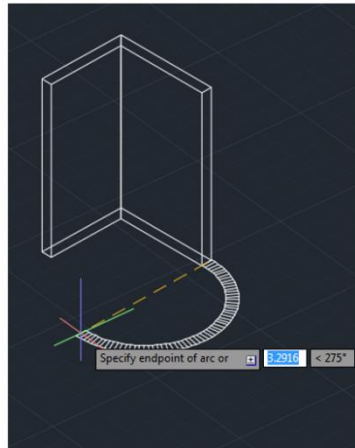 Specify endpoint of arc or 3.2916 < 275°